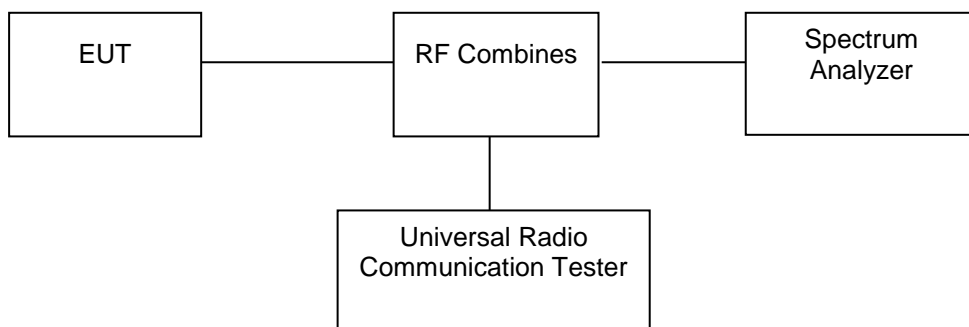 EUT
RF Combines
Spectrum
Analyzer
Universal Radio
Communication Tester